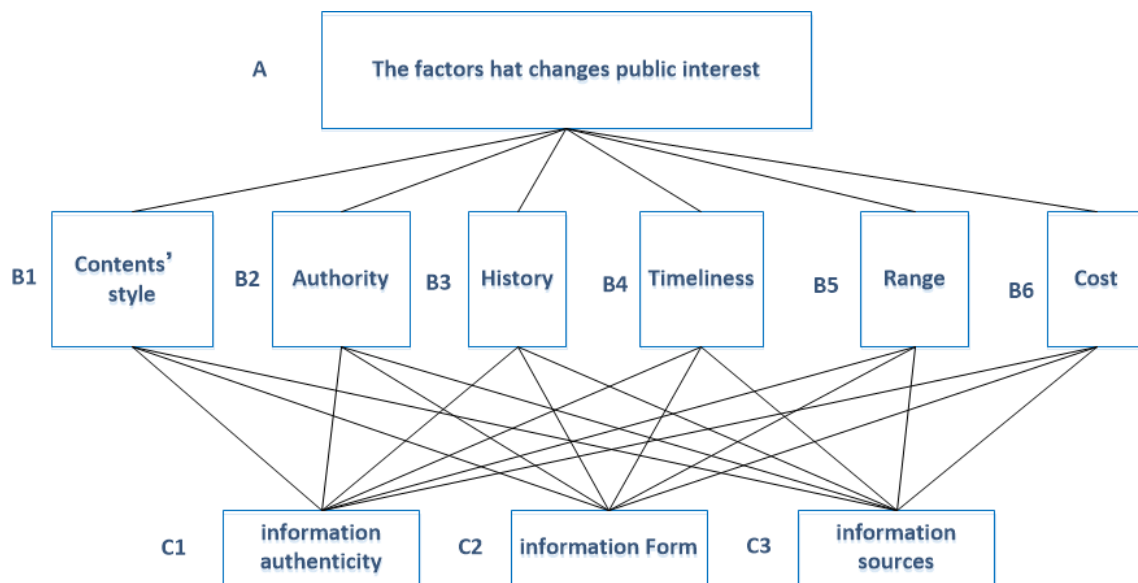 A
The factors hat changes public interest
B1
Contents’
style
B2
Authority
B3
History
B4
Timeliness
B5
Range
B6
Cost
C1
information
authenticity
C2
information Form
C3
information
sources